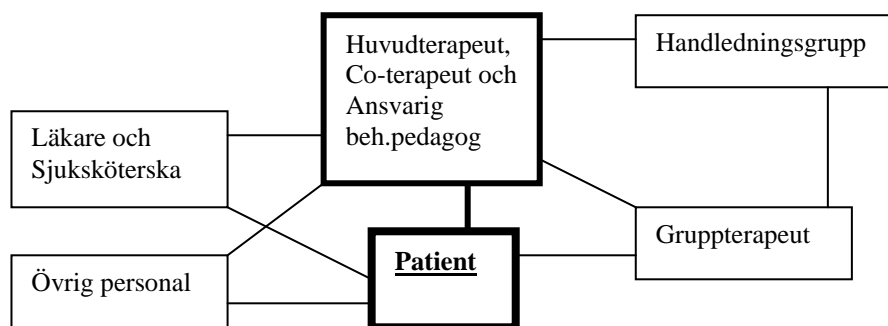 Huvudterapeut,
Co-terapeut och
Ansvarig
beh.pedagog
Handledningsgrupp
Läkare och
Sjuksköterska
Gruppterapeut
Patient
Övrig personal